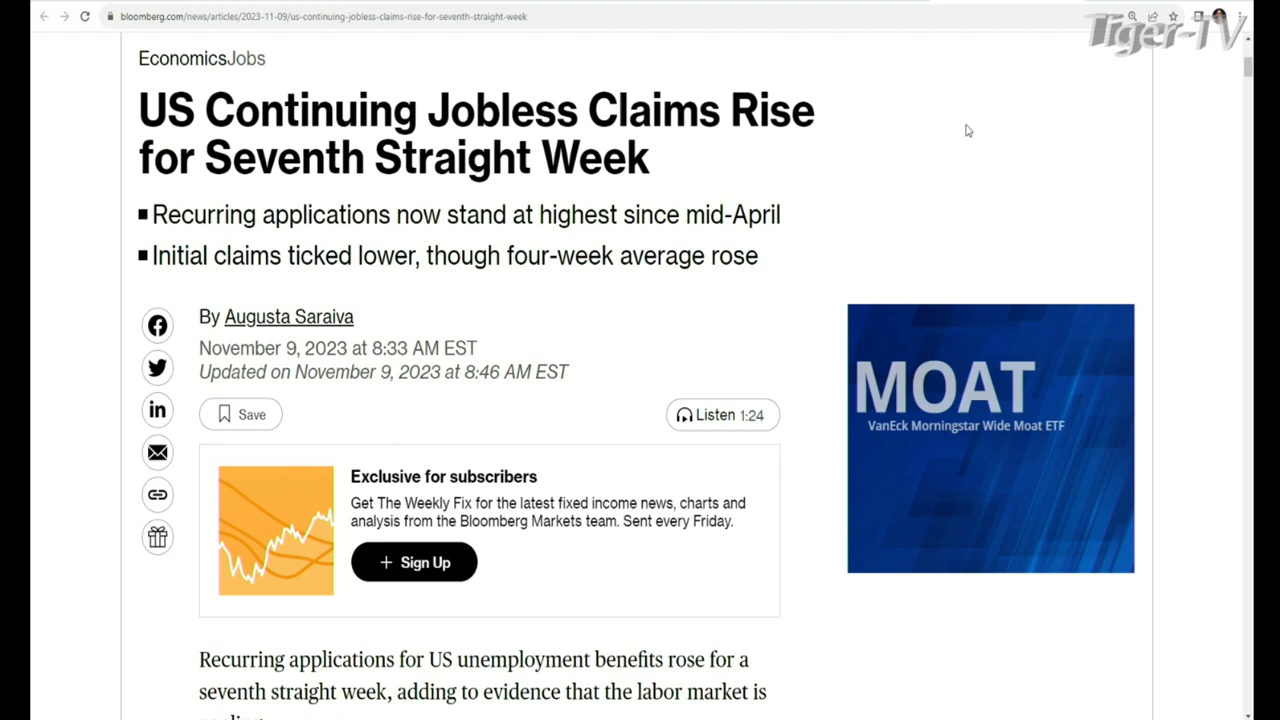 bloomberg.com/news/articles/2023-11-09/us-continuing-jobless-claims-rise-for-seventh-straight-week
Tiger-TV
EconomicsJobs
US Continuing Jobless Claims Rise
for Seventh Straight Week
Recurring applications now stand at highest since mid-April
Initial claims ticked lower, though four-week average rose
By Augusta Saraiva
November 9, 2023 at 8:33 AM EST
Updated on November 9, 2023 at 8:46 AM EST
Save
Listen 1:24
MOAT
VanEck Morningstar Wide Moat ETF
Exclusive for subscribers
Get The Weekly Fix for the latest fixed income news, charts and
analysis from the Bloomberg Markets team. Sent every Friday.
+ Sign Up
Recurring applications for US unemployment benefits rose for a
seventh straight week, adding to evidence that the labor market is